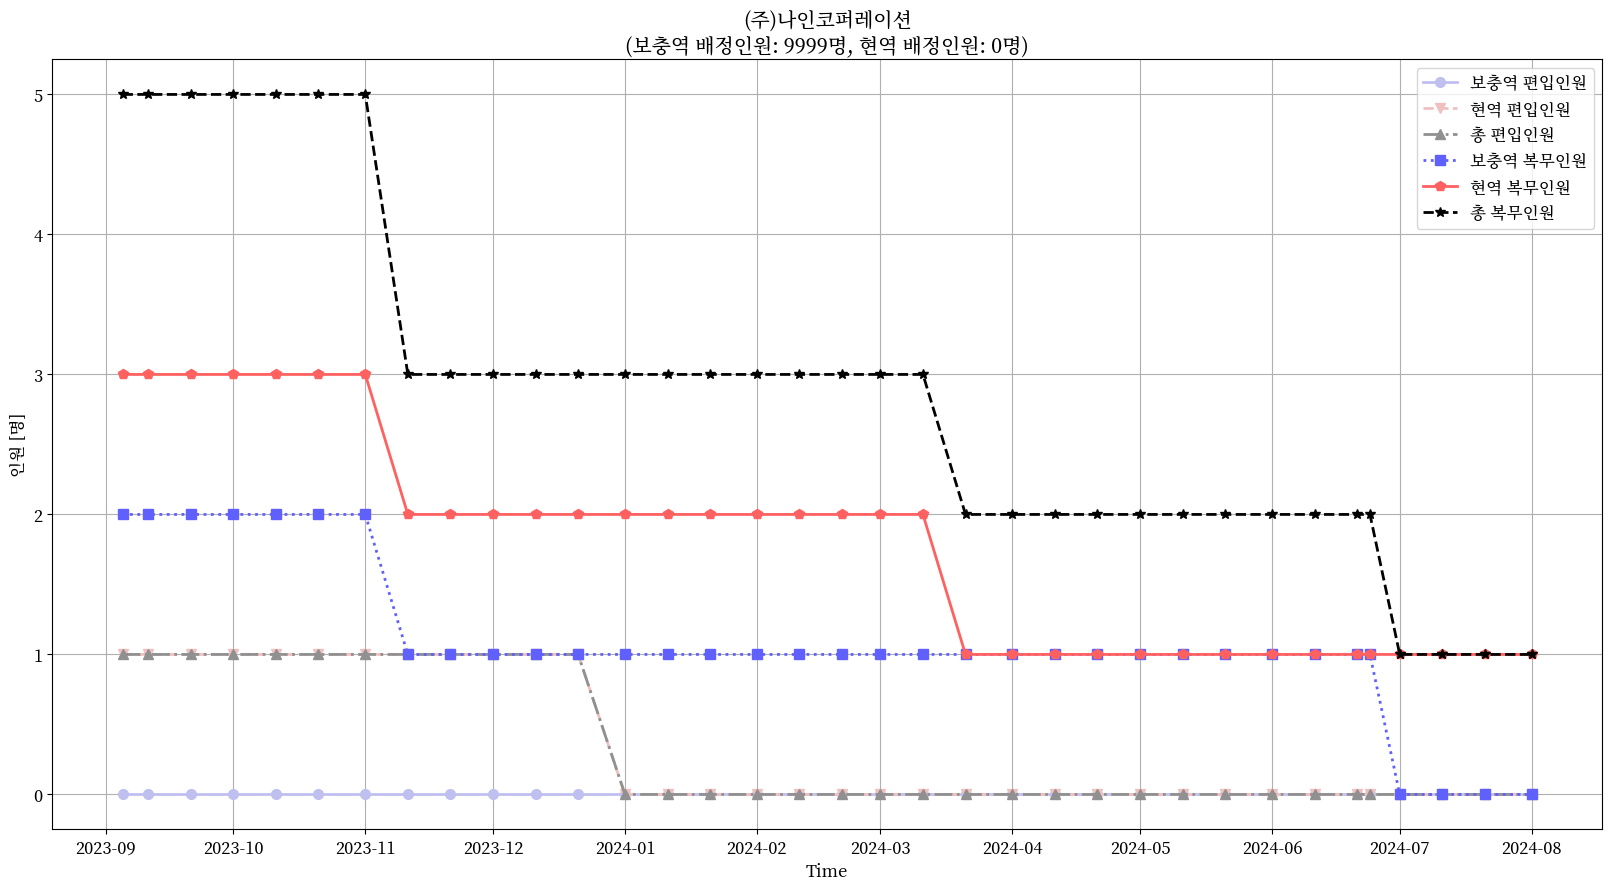 (주)나인코퍼레이션
(보충역 배정인원: 9999명, 현역 배정인원: 0명)
보충역 편입인원
현역 편입인원
총 편입인원
보충역 복무인원
현역 복무인원
총 복무인원
5
4
3
2
1
0
인원 [명]
2023-09 2023-10 2023-11 2023-12 2024-01 2024-02 2024-03 2024-04 2024-05 2024-06 2024-07 2024-08
Time